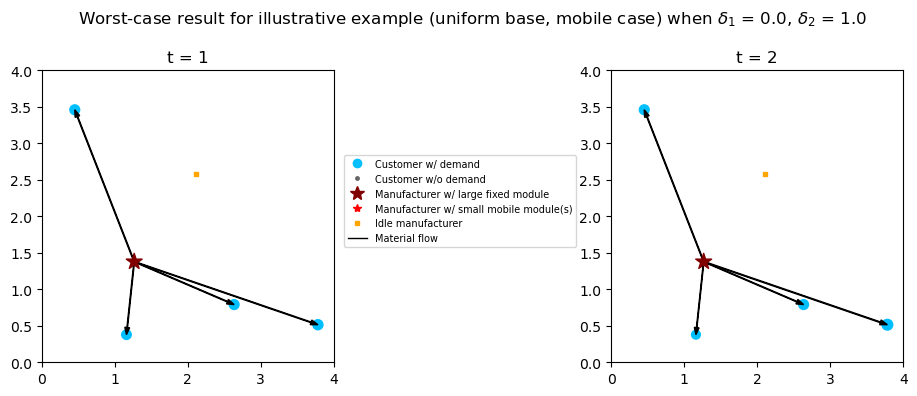 Worst-case result for illustrative example (uniform base, mobile case) when δ₁ = 0.0, δ₂ = 1.0
t = 1
4.0
3.5
3.0
2.5
2.0
1.5
1.0
0.5
0.0
0 1 2 3 4
Customer w/ demand
Customer w/o demand
Manufacturer w/ large fixed module
Manufacturer w/ small mobile module(s)
Idle manufacturer
Material flow
t = 2
4.0
3.5
3.0
2.5
2.0
1.5
1.0
0.5
0.0
0 1 2 3 4